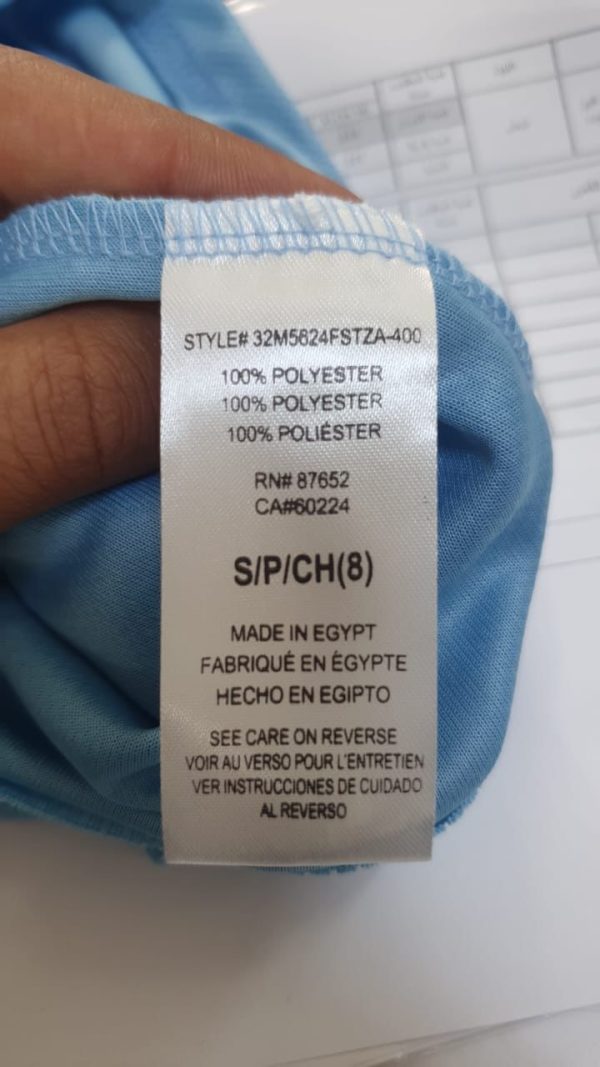 STYLE# 32M5624FSTZA-400
100% POLYESTER
100% POLYESTER
100% POLIÉSTER
RN# 87652
CA#60224
S/P/CH(8)
MADE IN EGYPT
FABRIQUÉ EN ÉGYPTE
HECHO EN EGIPTO
SEE CARE ON REVERSE
VOIR AU VERSO POUR L'ENTRETIEN
VER INSTRUCCIONES DE CUIDADO
AL REVERSO